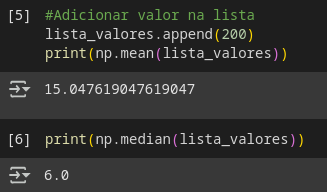 [5] #Adicionar valor na lista
lista_valores.append(200)
print(np.mean(lista_valores))
15.047619047619047
[6] print(np.median(lista_valores))
6.0